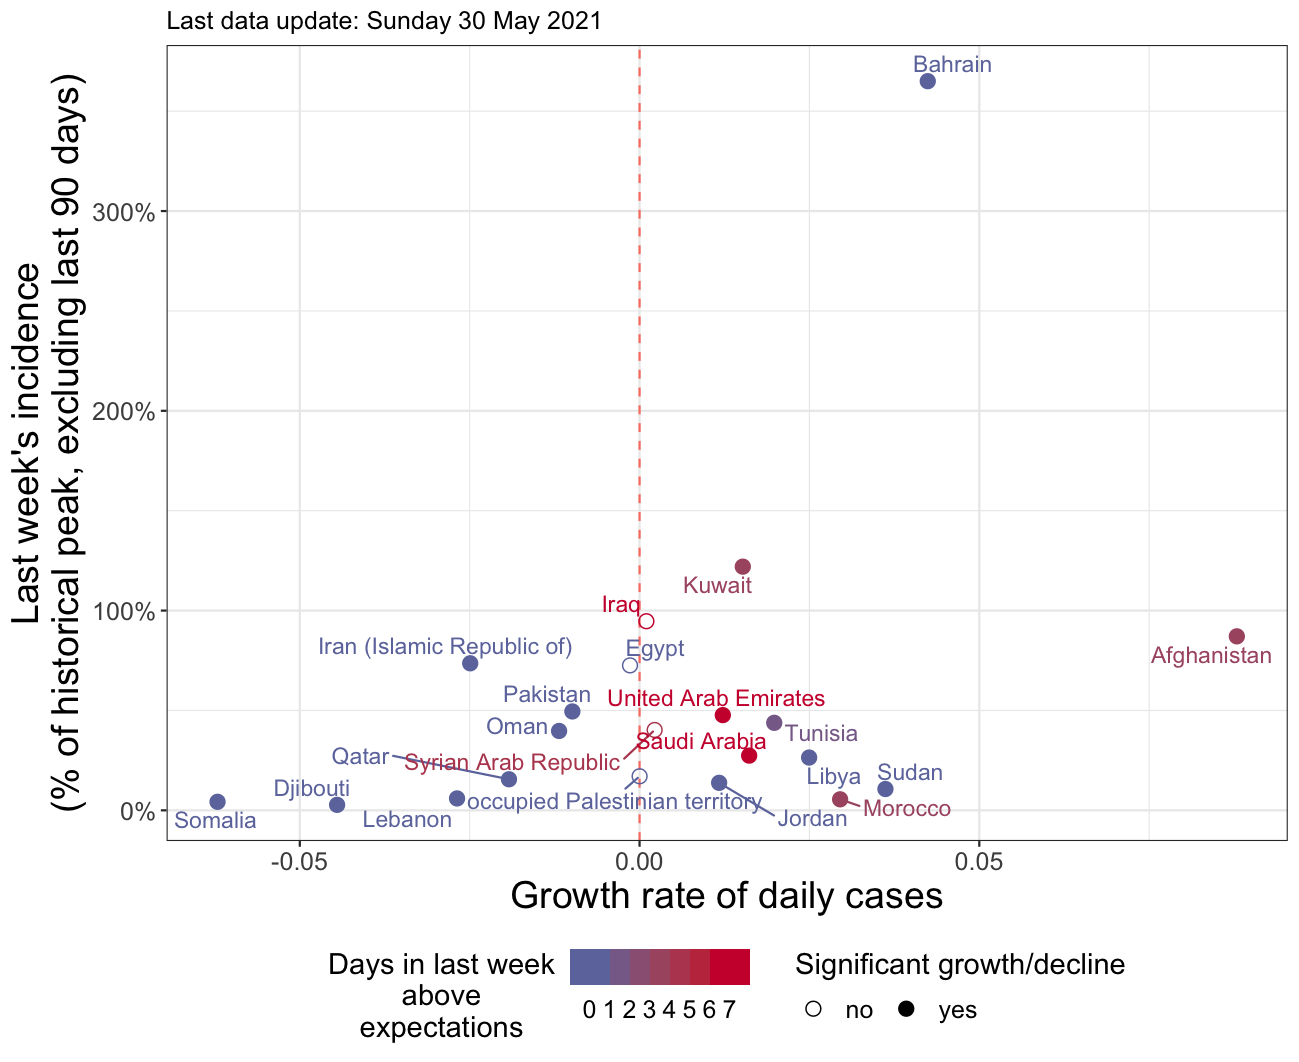 Last data update: Sunday 30 May 2021
Last week's incidence
(% of historical peak, excluding last 90 days)
300%
200%
100%
0%
Bahrain
Kuwait
Iraq
Iran (Islamic Republic of)
Egypt
Afghanistan
Pakistan
United Arab Emirates
Oman
Tunisia
Saudi Arabia
Qatar
Syrian Arab Republic
Libya
Sudan
Djibouti
occupied Palestinian territory
Morocco
Somalia
Lebanon
Jordan
-0.05
0.00
0.05
Growth rate of daily cases
Days in last week
above
expectations
0 1 2 3 4 5 6 7
Significant growth/decline
no
yes